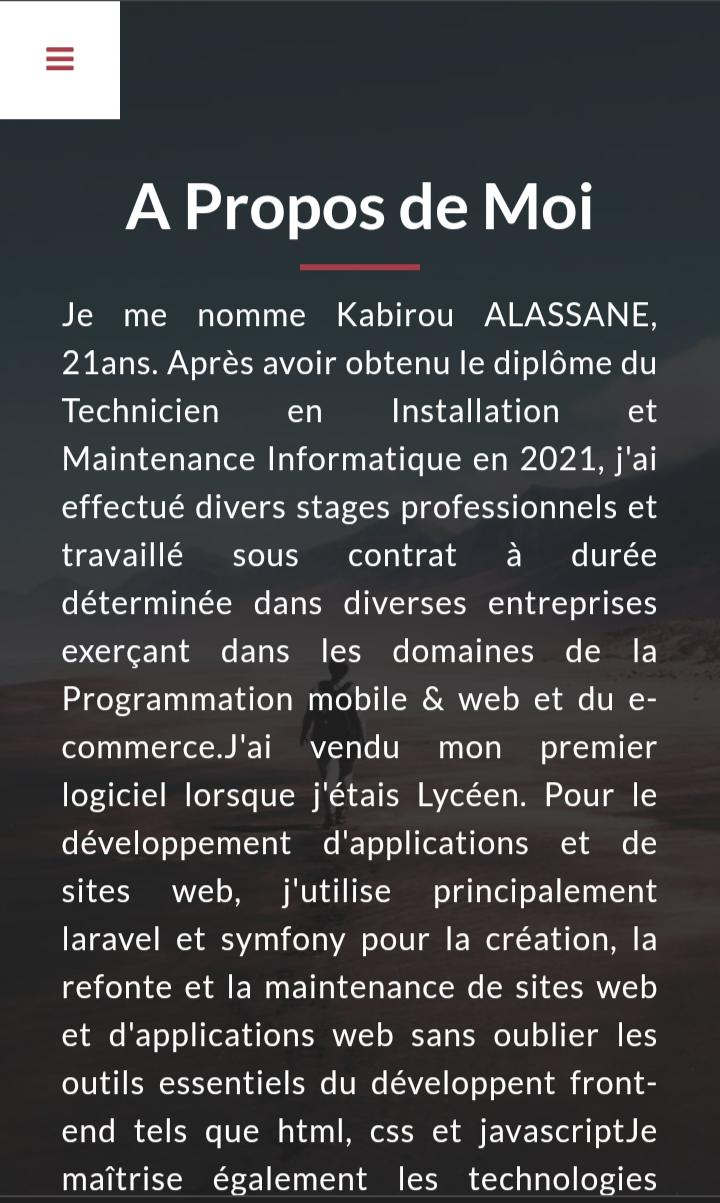 A Propos de Moi
Je me nomme Kabirou ALASSANE,
21ans. Après avoir obtenu le diplôme du
Technicien en Installation et
Maintenance Informatique en 2021, j'ai
effectué divers stages professionnels et
travaillé sous contrat à durée
déterminée dans diverses entreprises
exerçant dans les domaines de la
Programmation mobile & web et du e-
commerce.J'ai vendu mon premier
logiciel lorsque j'étais Lycéen. Pour le
développement d'applications et de
sites web, j'utilise principalement
laravel et symfony pour la création, la
refonte et la maintenance de sites web
et d'applications web sans oublier les
outils essentiels du développent front-
end tels que html, css et javascriptJe
maîtrise également les technologies